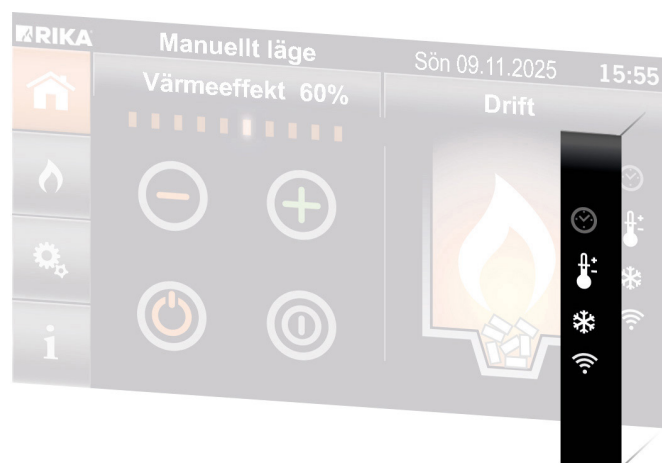 RIKA
Manuellt läge
Sön 09.11.2025 15:55
Värmeeffekt 60%
Drift
i